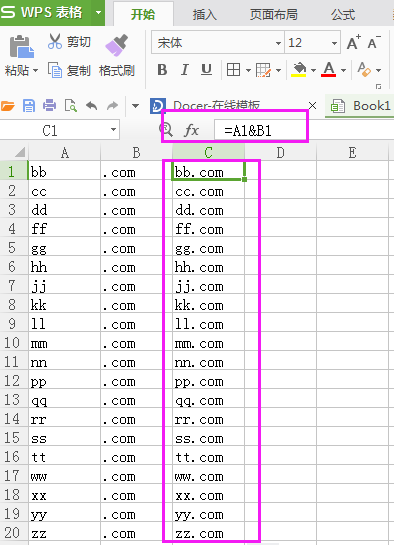 S WPS 表格
开始
插入
页面布局
公式
粘贴
剪切
复制
格式刷
宋体
12
A+ A-
B I U
Docer-在线模板
Book1
C1
fx
=A1&B1
A B C D E
1 bb .com bb.com
2 cc .com cc.com
3 dd .com dd.com
4 ff .com ff.com
5 gg .com gg.com
6 hh .com hh.com
7 jj .com jj.com
8 kk .com kk.com
9 ll .com ll.com
10 mm .com mm.com
11 nn .com nn.com
12 pp .com pp.com
13 qq .com qq.com
14 rr .com rr.com
15 ss .com ss.com
16 tt .com tt.com
17 ww .com ww.com
18 xx .com xx.com
19 yy .com yy.com
20 zz .com zz.com